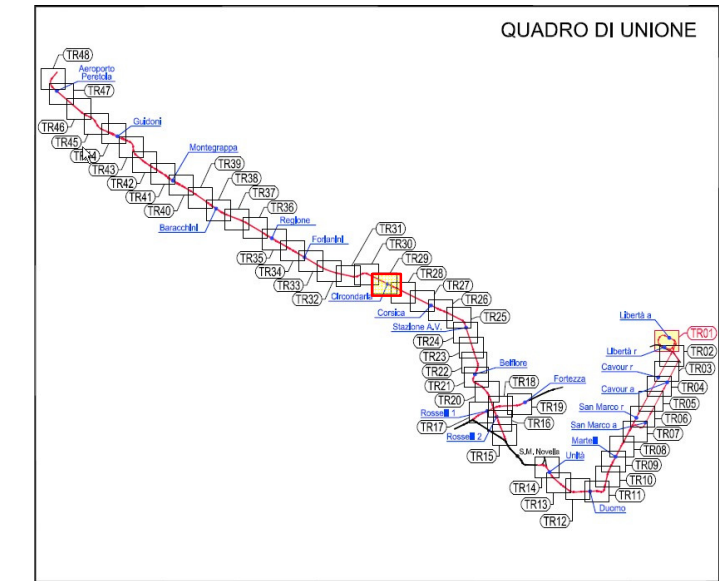 QUADRO DI UNIONE
TR48
Aeroporto
Peretola
TR47
TR46
Guidoni
TR45
TR44
TR43
Montegrappa
TR42
TR39
TR41
TR38
TR40
TR37
Baracchini
TR36
Regione
TR35
Forlanini
TR31
TR34
TR30
TR33
TR29
TR32
TR28
Circondaria
TR27
Corsica
TR26
Stazione A.V.
TR25
Libertà a
TR24
TR01
TR23
Libertà r
TR02
TR22
Belfiore
Cavour r
TR03
TR21
TR18
Fortezza
Cavour a
TR04
TR20
TR19
San Marco r
TR05
Rosselli 1
TR16
TR06
TR17
San Marco a
TR07
Rosselli 2
Martelli
TR08
TR15
S.M. Novella
Unità
TR09
TR14
TR10
TR13
TR11
TR12
Duomo